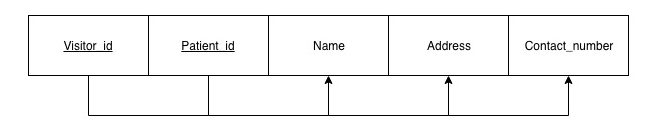 Visitor_id Patient_id Name Address Contact_number